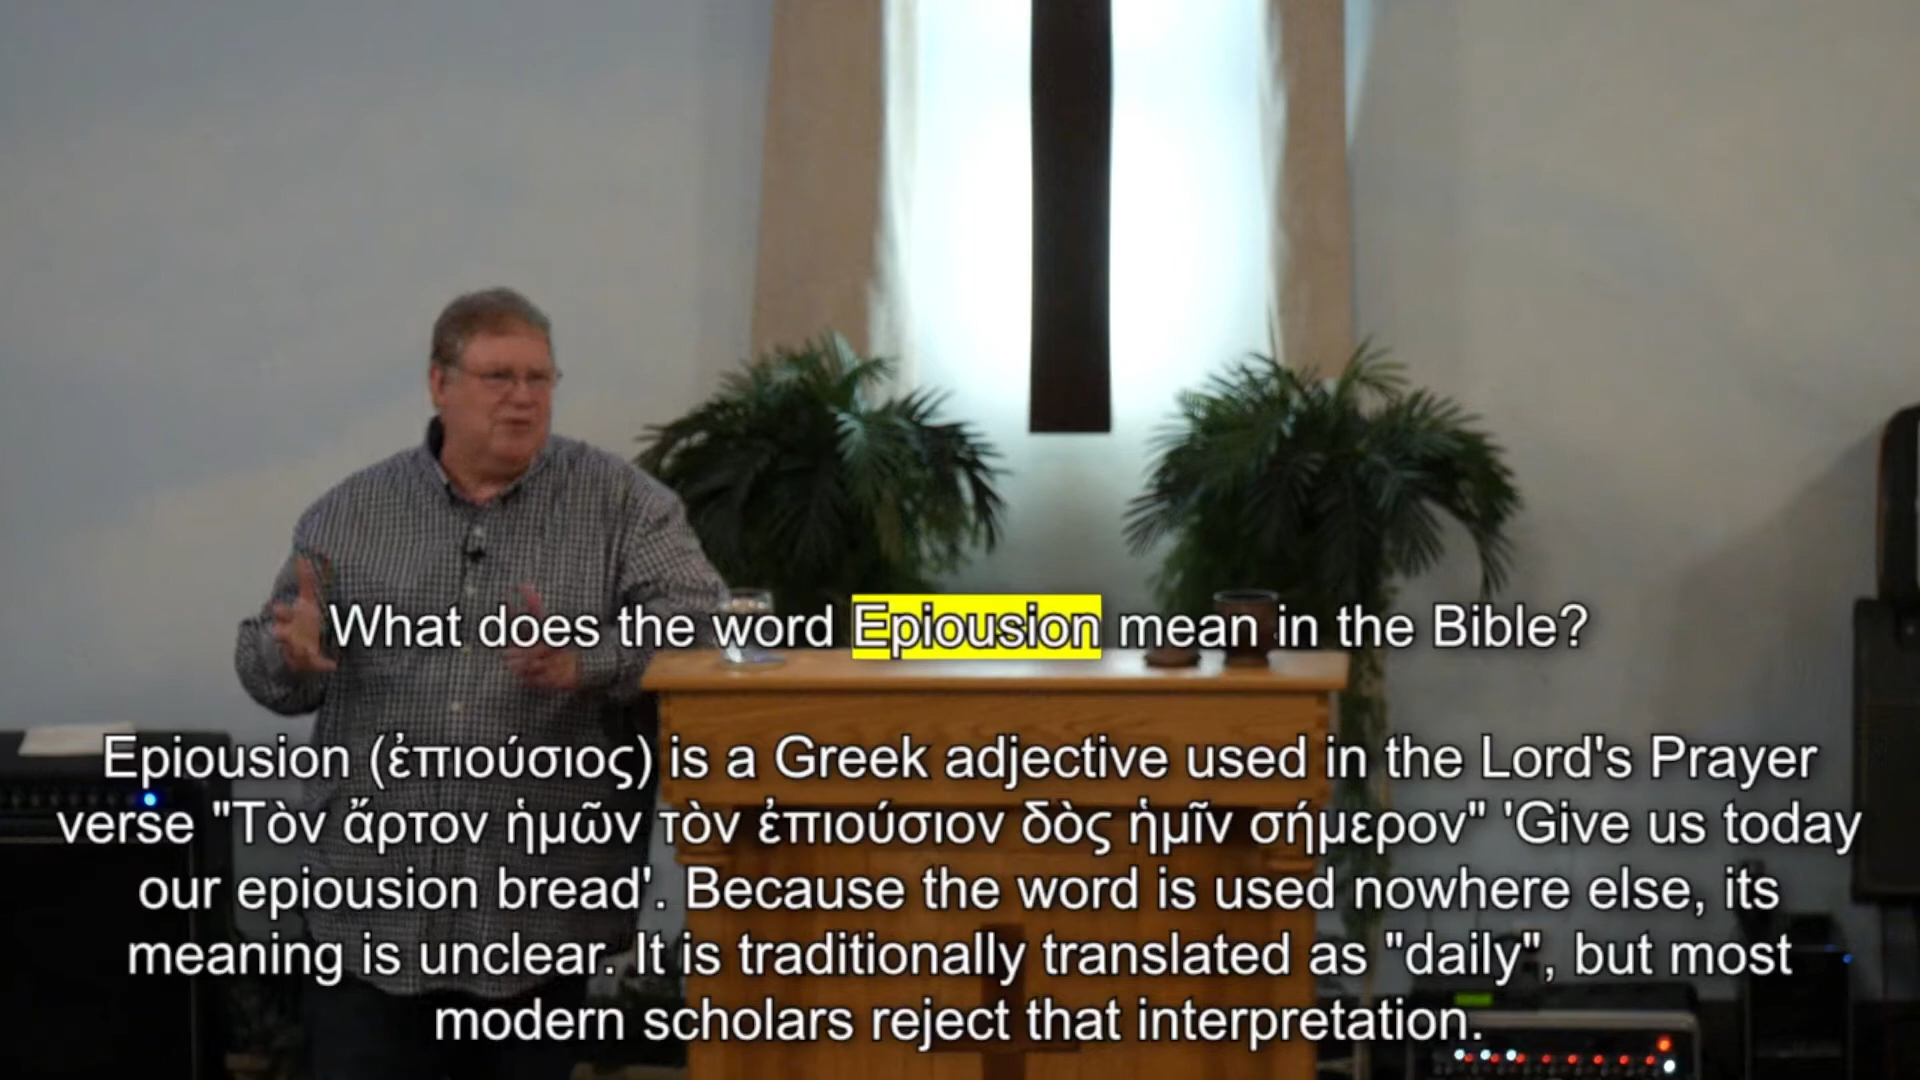 What does the word Epiousion mean in the Bible?
Epiousion (ἐπιούσιος) is a Greek adjective used in the Lord's Prayer
verse "Τὸν ἄρτον ἡμῶν τὸν ἐπιούσιον δὸς ἡμῖν σήμερον" 'Give us today
our epiousion bread'. Because the word is used nowhere else, its
meaning is unclear. It is traditionally translated as "daily", but most
modern scholars reject that interpretation.